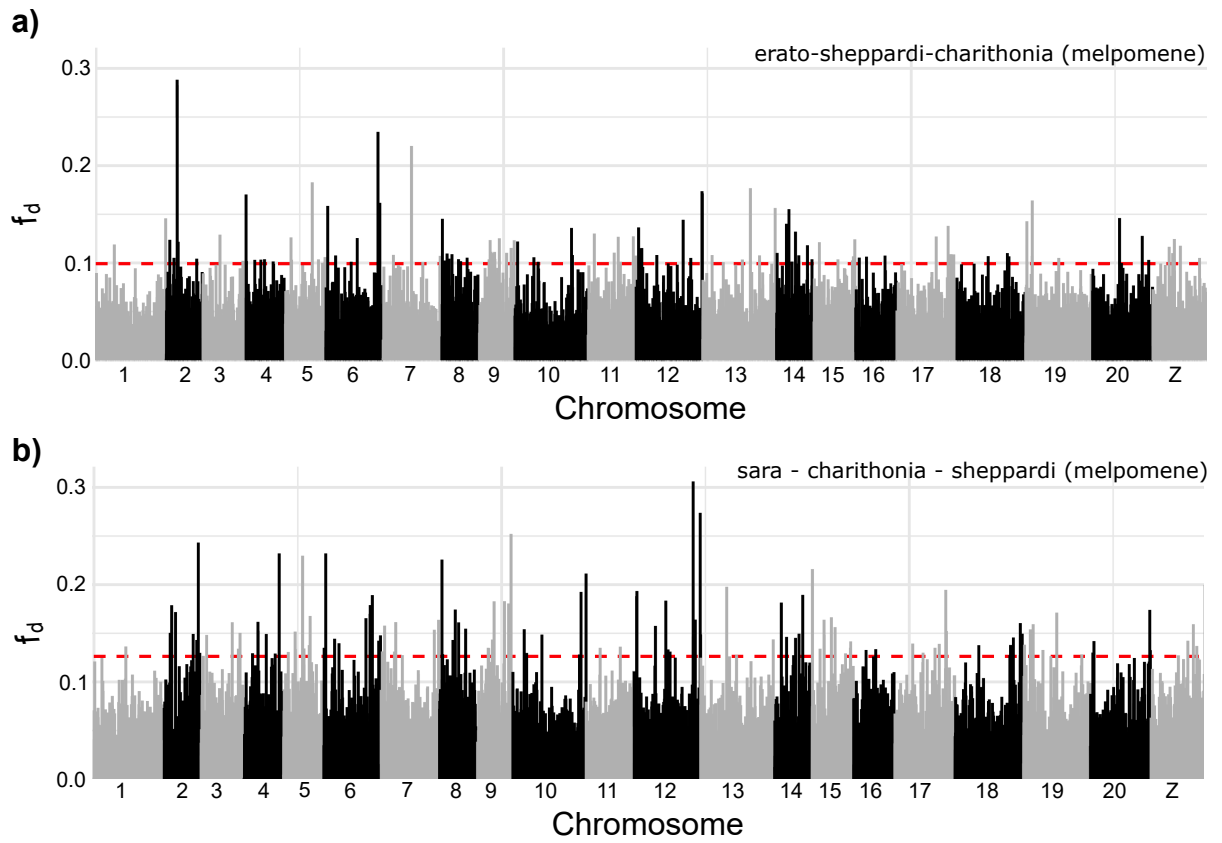 a)
erato-sheppardi-charithonia (melpomene)
0.3
0.2
0.1
0.0
fd
1 2 3 4 5 6 7 8 9 10 11 12 13 14 15 16 17 18 19 20 Z
Chromosome
b)
sara - charithonia - sheppardi (melpomene)
0.3
0.2
0.1
0.0
fd
1 2 3 4 5 6 7 8 9 10 11 12 13 14 15 16 17 18 19 20 Z
Chromosome